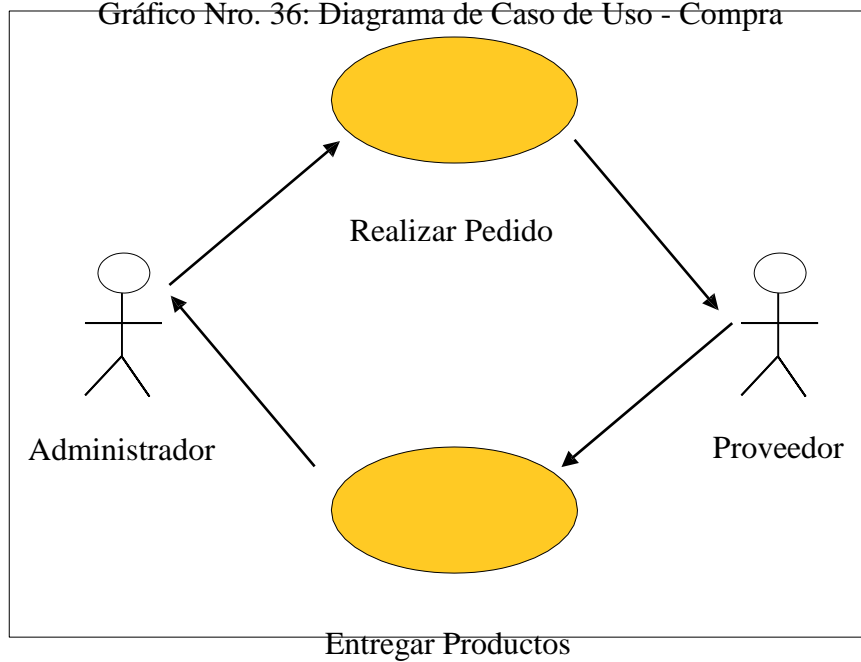 Gráfico Nro. 36: Diagrama de Caso de Uso - Compra
Realizar Pedido
Administrador
Proveedor
Entregar Productos